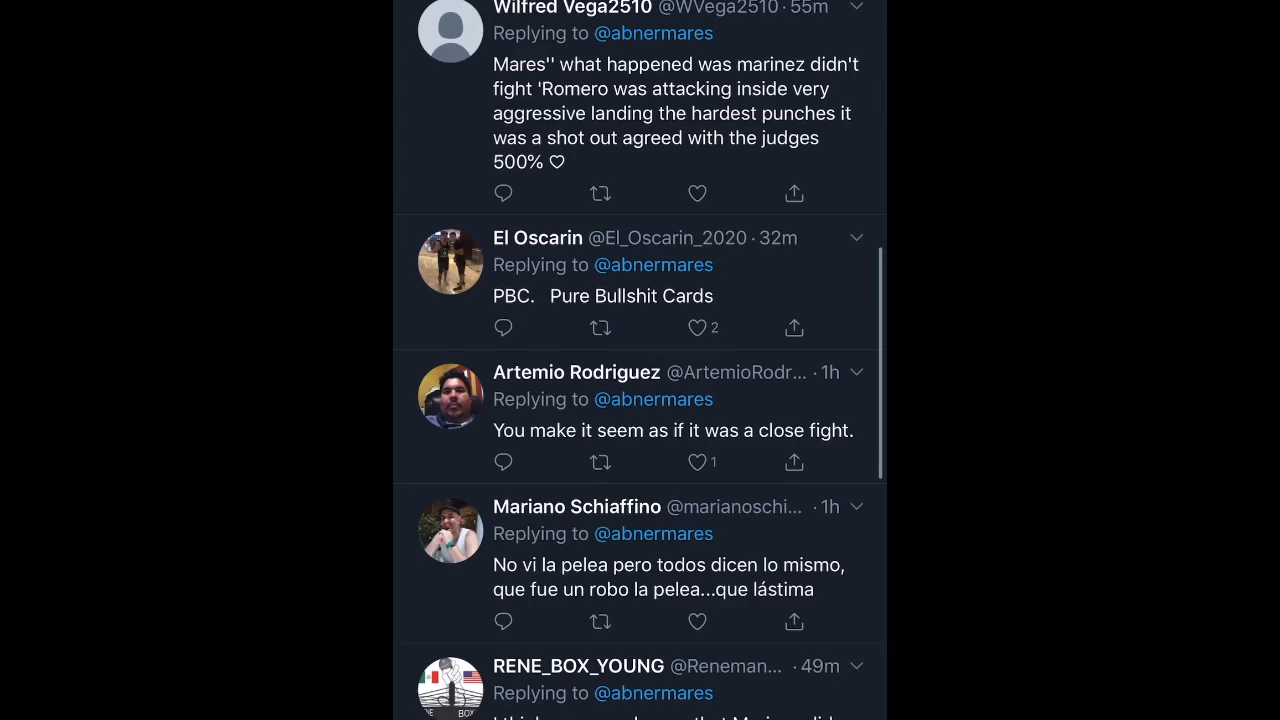 Wilfred Vega2510 @WVega2510 · 55m
Replying to @abnermares
Mares'' what happened was marinez didn't
fight 'Romero was attacking inside very
aggressive landing the hardest punches it
was a shot out agreed with the judges
500% ♡
El Oscarin @El_Oscarin_2020 · 32m
Replying to @abnermares
PBC.   Pure Bullshit Cards
2
Artemio Rodriguez @ArtemioRodr... · 1h
Replying to @abnermares
You make it seem as if it was a close fight.
1
Mariano Schiaffino @marianoschi... · 1h
Replying to @abnermares
No vi la pelea pero todos dicen lo mismo,
que fue un robo la pelea...que lástima
RENE_BOX_YOUNG @Reneman... · 49m
Replying to @abnermares